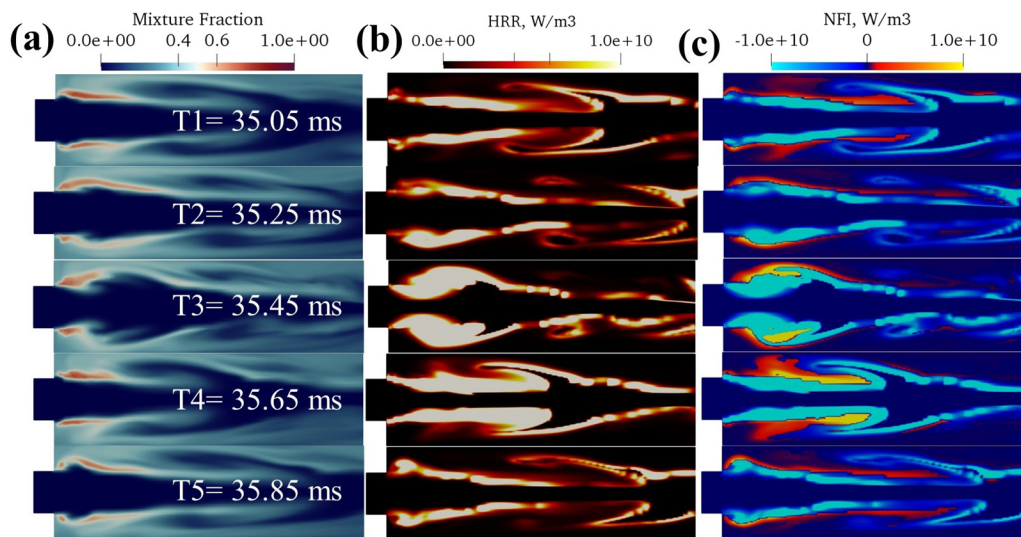 (a)
Mixture Fraction
0.0e+00 0.4 0.6 1.0e+00
(b)
HRR, W/m3
0.0e+00 1.0e+10
(c)
NFI, W/m3
-1.0e+10 0 1.0e+10
T1= 35.05 ms
T2= 35.25 ms
T3= 35.45 ms
T4= 35.65 ms
T5= 35.85 ms